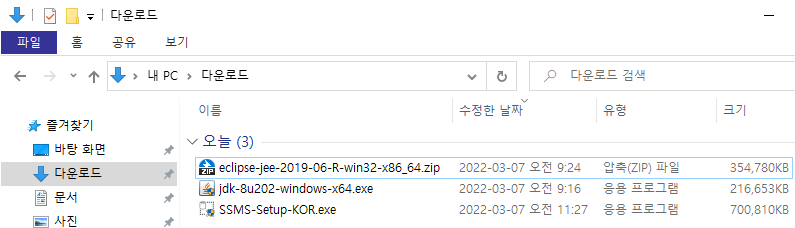 다운로드
파일 홈 공유 보기
내 PC 다운로드 다운로드 검색
이름 수정한 날짜 유형 크기
즐겨찾기
오늘 (3)
바탕 화면
ZIP eclipse-jee-2019-06-R-win32-x86_64.zip 2022-03-07 오전 9:24 압축(ZIP) 파일 354,780KB
다운로드
jdk-8u202-windows-x64.exe 2022-03-07 오전 9:16 응용 프로그램 216,653KB
문서
SSMS-Setup-KOR.exe 2022-03-07 오전 11:27 응용 프로그램 700,810KB
사진